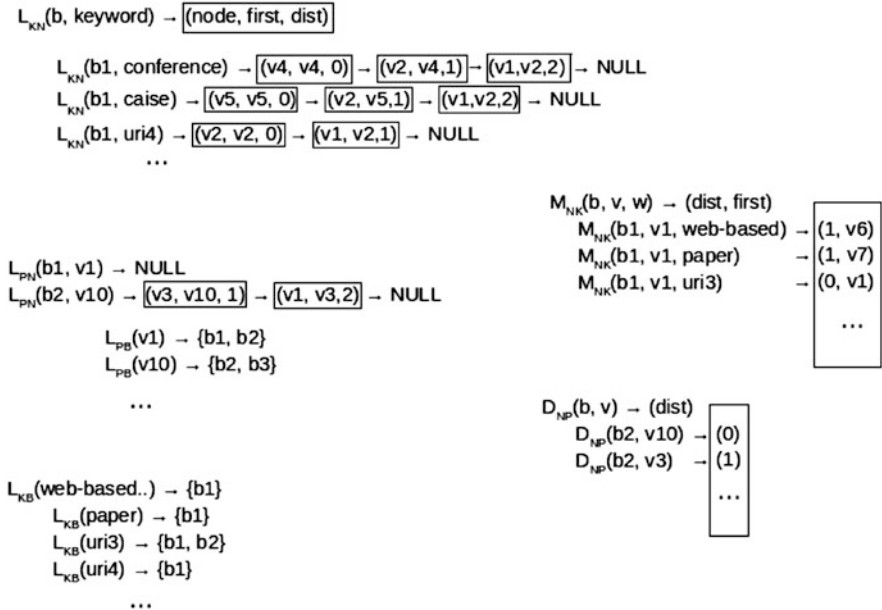 L_KN(b, keyword) → (node, first, dist)
L_KN(b1, conference) → (v4, v4, 0) → (v2, v4,1) → (v1,v2,2) → NULL
L_KN(b1, caise) → (v5, v5, 0) → (v2, v5,1) → (v1,v2,2) → NULL
L_KN(b1, uri4) → (v2, v2, 0) → (v1, v2,1) → NULL
...
M_NK(b, v, w) → (dist, first)
M_NK(b1, v1, web-based) → (1, v6)
M_NK(b1, v1, paper) → (1, v7)
M_NK(b1, v1, uri3) → (0, v1)
...
L_PN(b1, v1) → NULL
L_PN(b2, v10) → (v3, v10, 1) → (v1, v3,2) → NULL
L_PB(v1) → {b1, b2}
L_PB(v10) → {b2, b3}
...
D_NP(b, v) → (dist)
D_NP(b2, v10) → (0)
D_NP(b2, v3) → (1)
...
L_KB(web-based..) → {b1}
L_KB(paper) → {b1}
L_KB(uri3) → {b1, b2}
L_KB(uri4) → {b1}
...